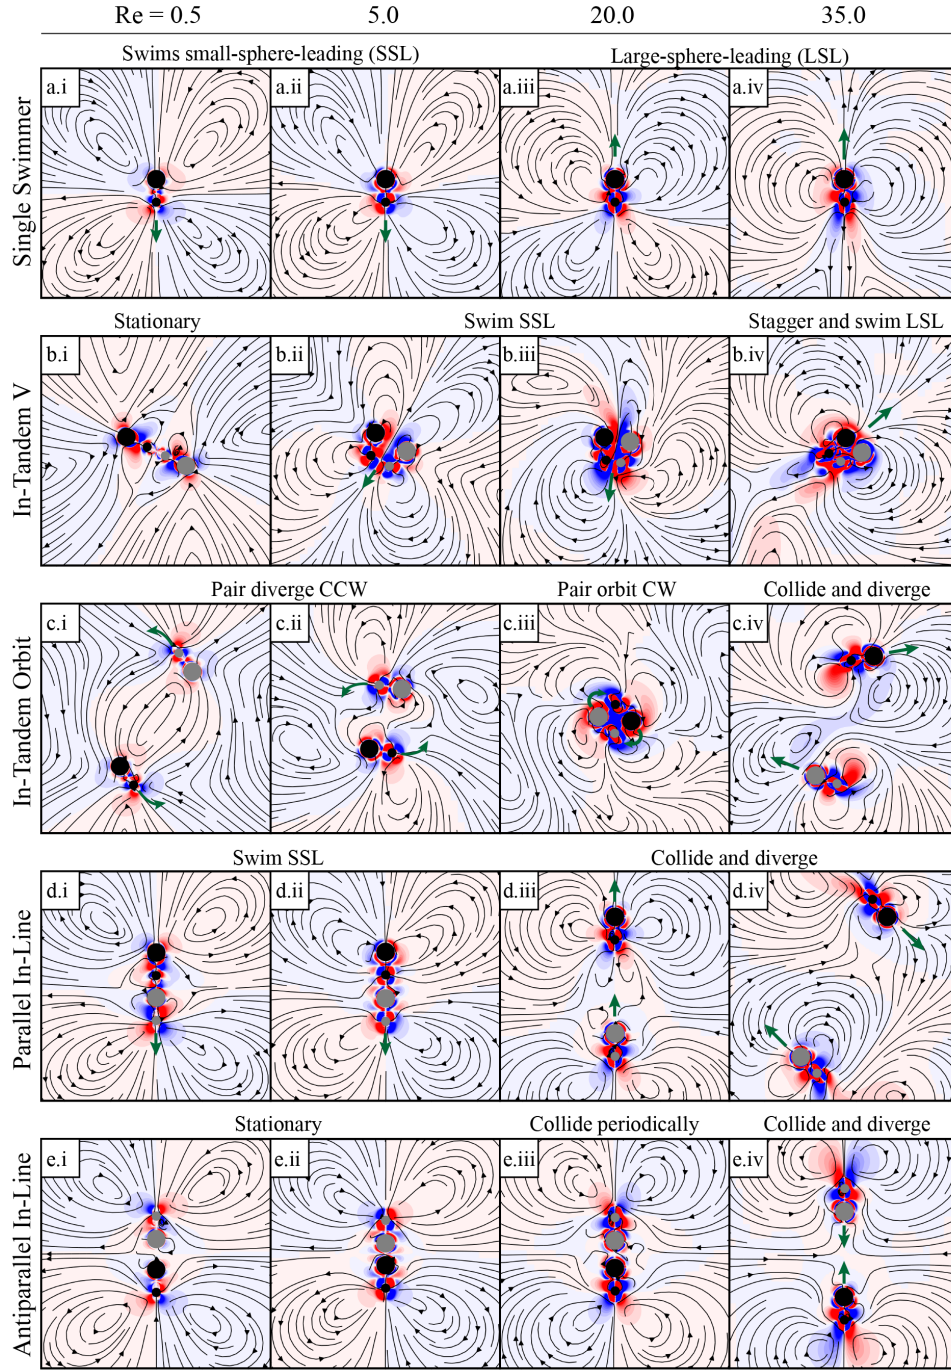 Re = 0.5 5.0 20.0 35.0
Swims small-sphere-leading (SSL) Large-sphere-leading (LSL)
Single Swimmer
a.i a.ii a.iii a.iv
Stationary Swim SSL Stagger and swim LSL
In-Tandem V
b.i b.ii b.iii b.iv
Pair diverge CCW Pair orbit CW Collide and diverge
In-Tandem Orbit
c.i c.ii c.iii c.iv
Swim SSL Collide and diverge
Parallel In-Line
d.i d.ii d.iii d.iv
Stationary Collide periodically Collide and diverge
Antiparallel In-Line
e.i e.ii e.iii e.iv